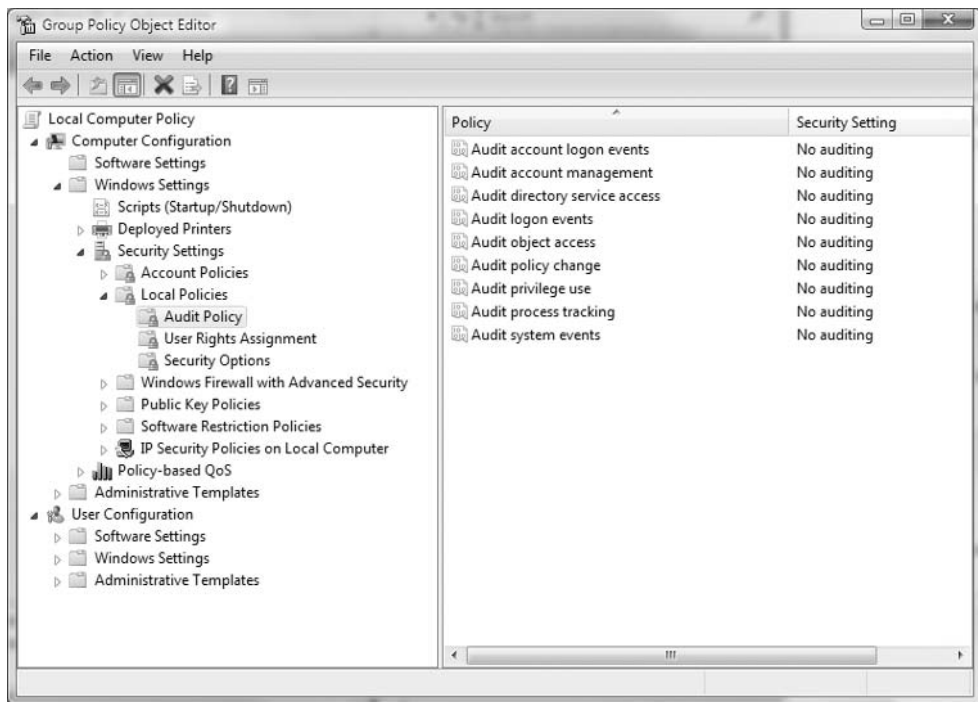 Group Policy Object Editor
File Action View Help
Local Computer Policy
Computer Configuration
Software Settings
Windows Settings
Scripts (Startup/Shutdown)
Deployed Printers
Security Settings
Account Policies
Local Policies
Audit Policy
User Rights Assignment
Security Options
Windows Firewall with Advanced Security
Public Key Policies
Software Restriction Policies
IP Security Policies on Local Computer
Policy-based QoS
Administrative Templates
User Configuration
Software Settings
Windows Settings
Administrative Templates
Policy Security Setting
Audit account logon events No auditing
Audit account management No auditing
Audit directory service access No auditing
Audit logon events No auditing
Audit object access No auditing
Audit policy change No auditing
Audit privilege use No auditing
Audit process tracking No auditing
Audit system events No auditing